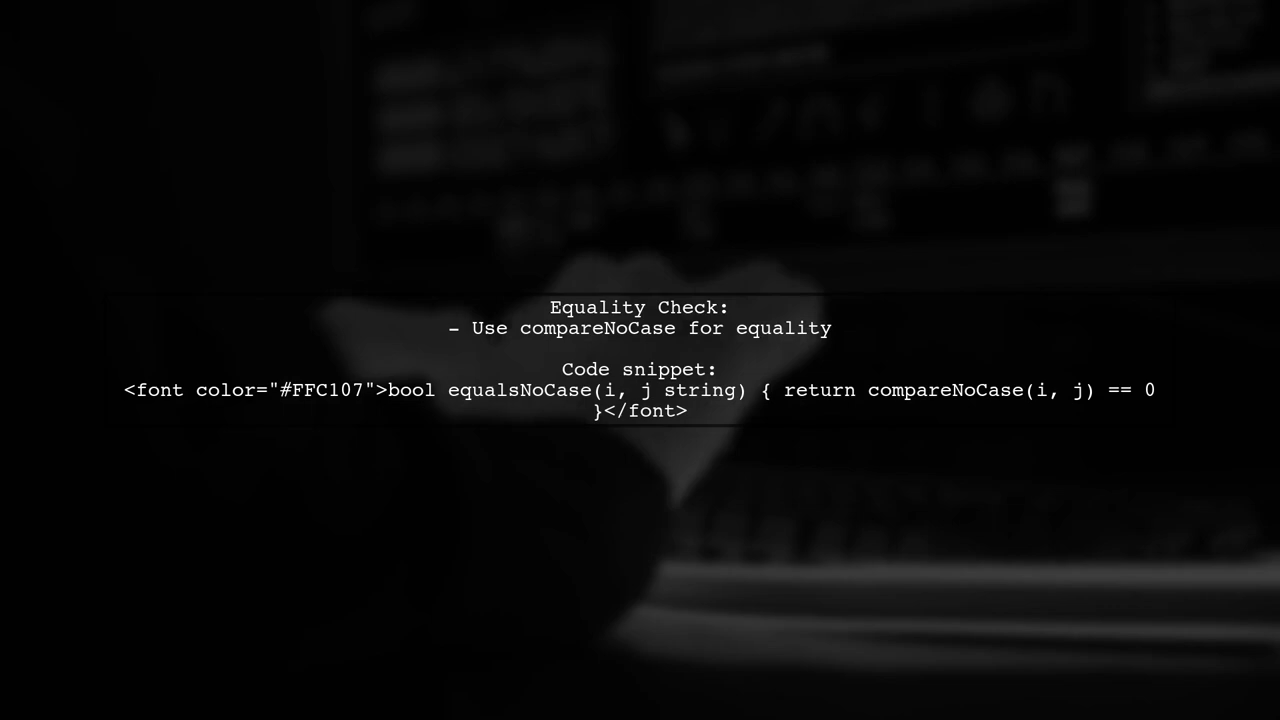 Equality Check:
- Use compareNoCase for equality
Code snippet:
<font color="#FFC107">bool equalsNoCase(i, j string) { return compareNoCase(i, j) == 0
}</font>